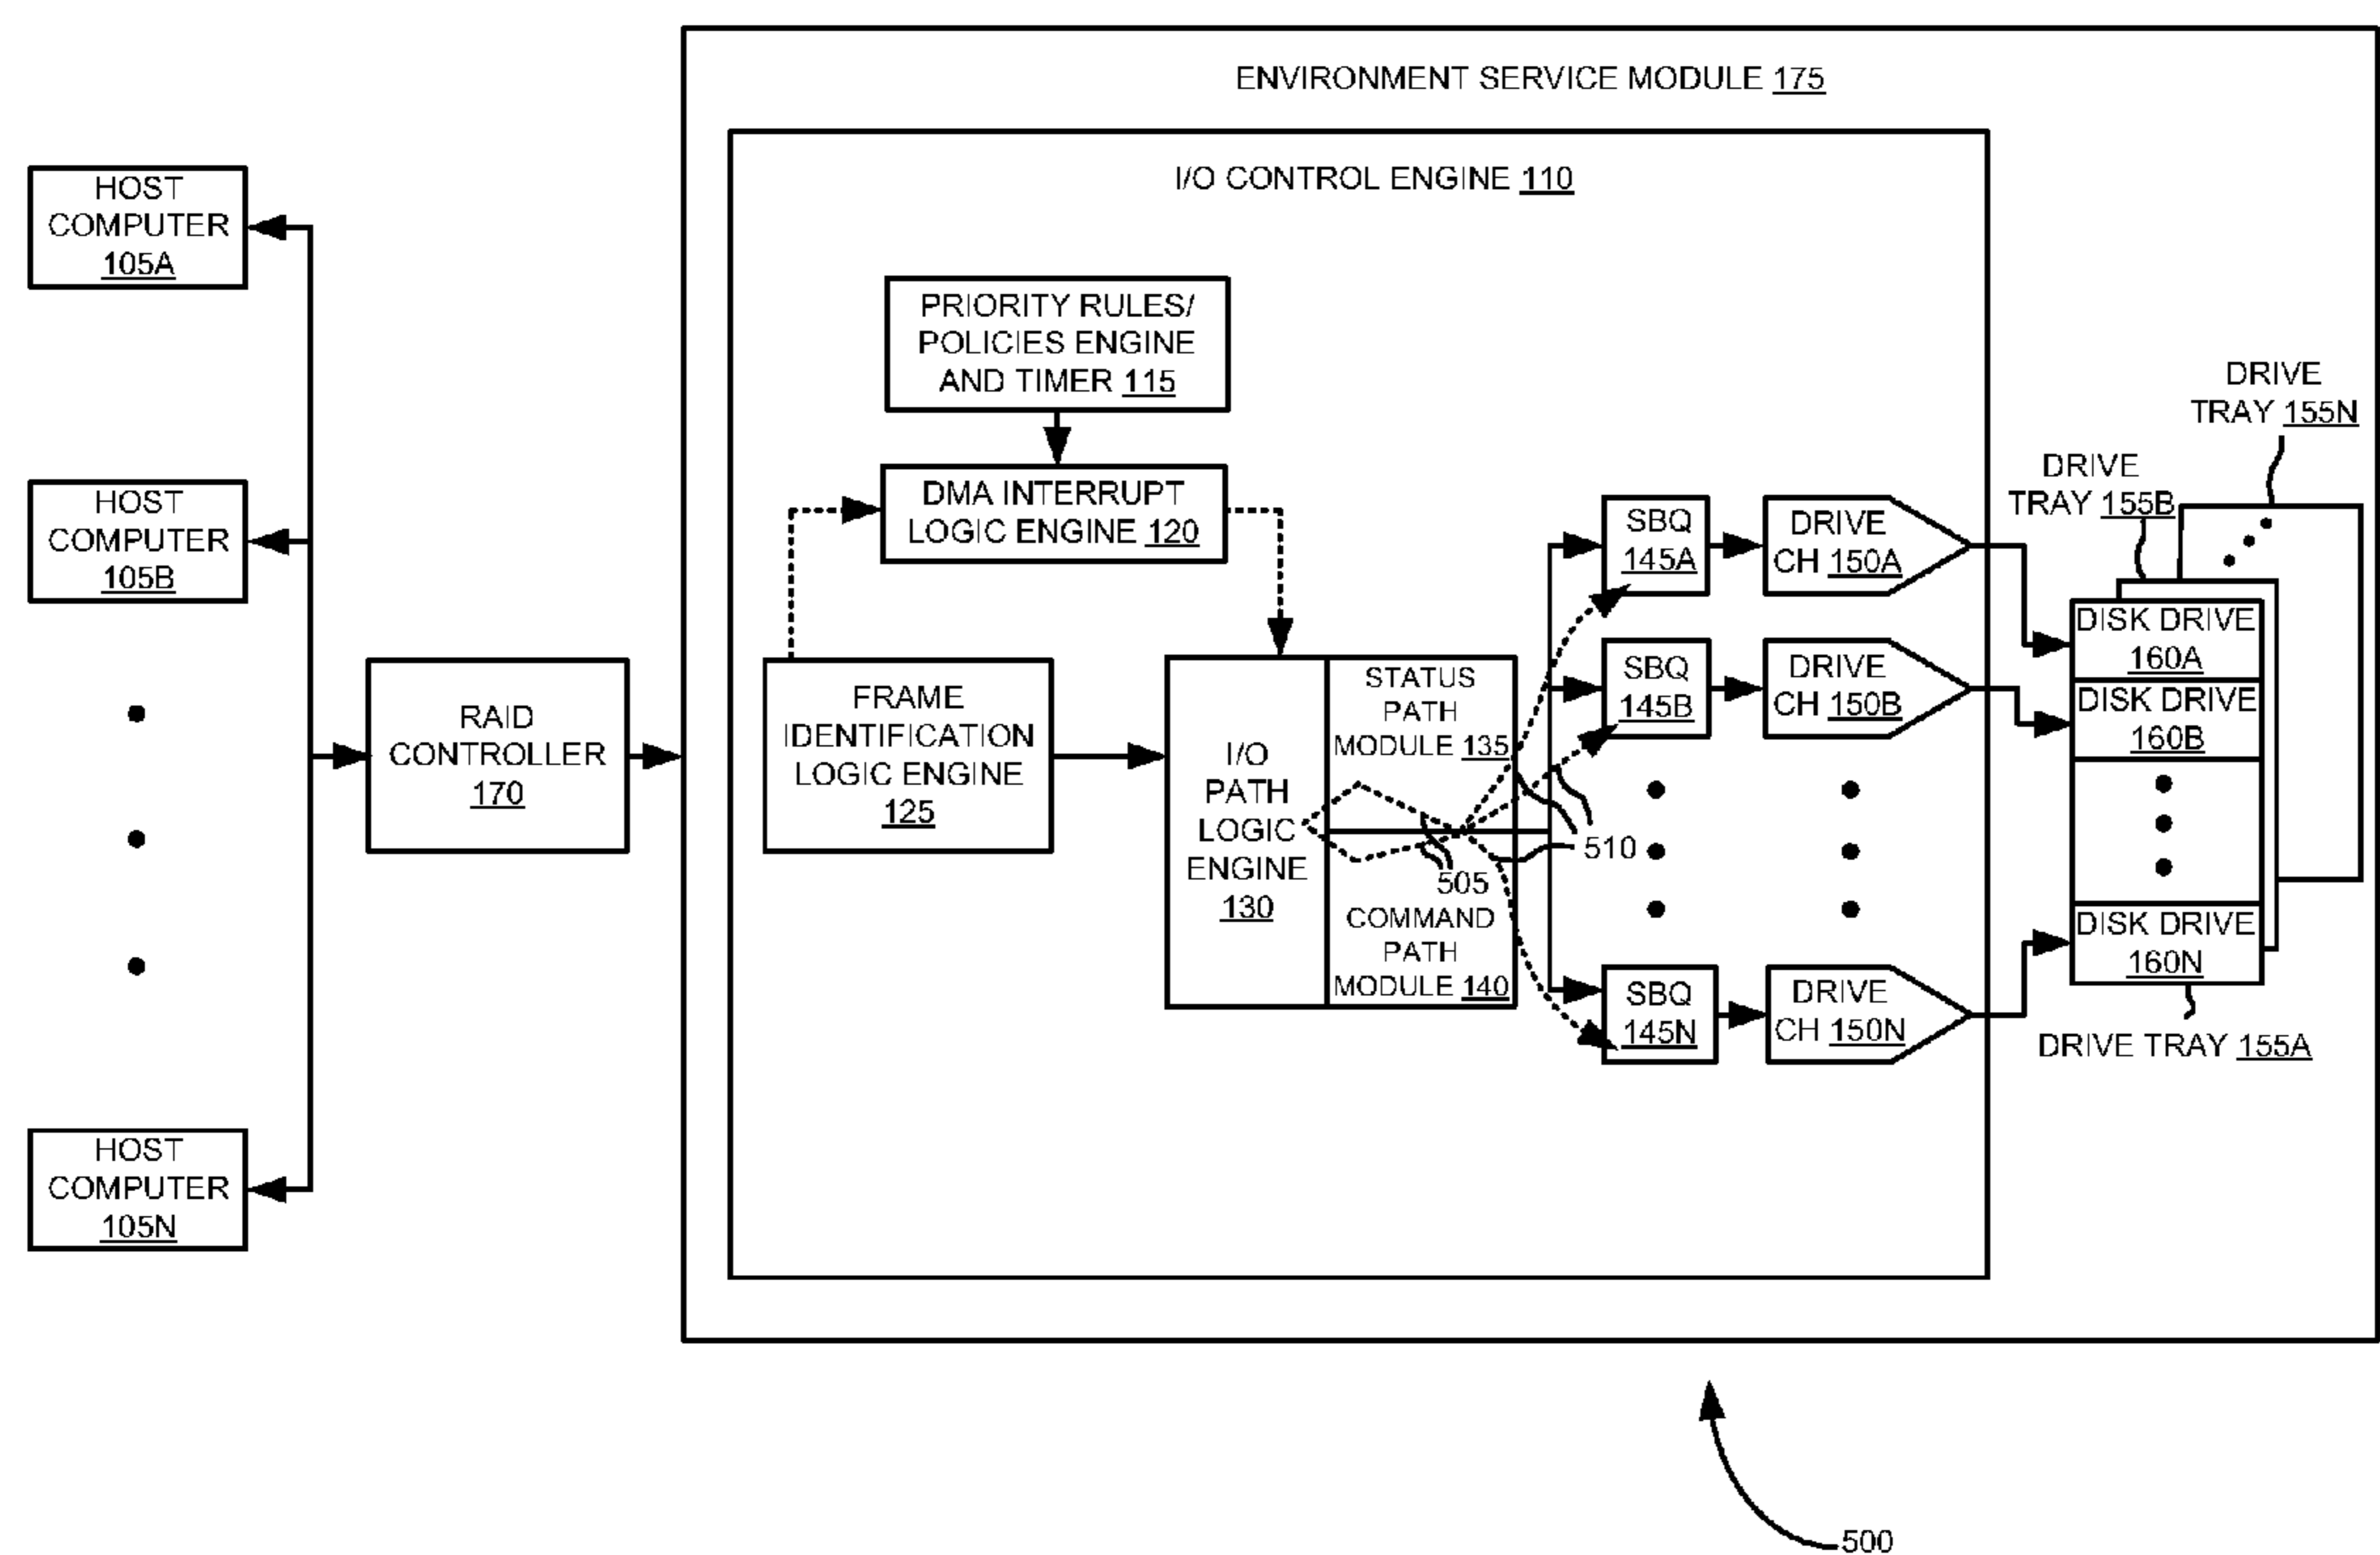 ENVIRONMENT SERVICE MODULE 175
I/O CONTROL ENGINE 110
HOST
COMPUTER
105A
HOST
COMPUTER
105B
HOST
COMPUTER
105N
RAID
CONTROLLER
170
PRIORITY RULES/
POLICIES ENGINE
AND TIMER 115
DMA INTERRUPT
LOGIC ENGINE 120
FRAME
IDENTIFICATION
LOGIC ENGINE
125
I/O
PATH
LOGIC
ENGINE
130
STATUS
PATH
MODULE 135
505
510
COMMAND
PATH
MODULE 140
SBQ
145A
DRIVE
CH 150A
SBQ
145B
DRIVE
CH 150B
SBQ
145N
DRIVE
CH 150N
DRIVE
TRAY 155N
DRIVE
TRAY 155B
DISK DRIVE
160A
DISK DRIVE
160B
DISK DRIVE
160N
DRIVE TRAY 155A
500